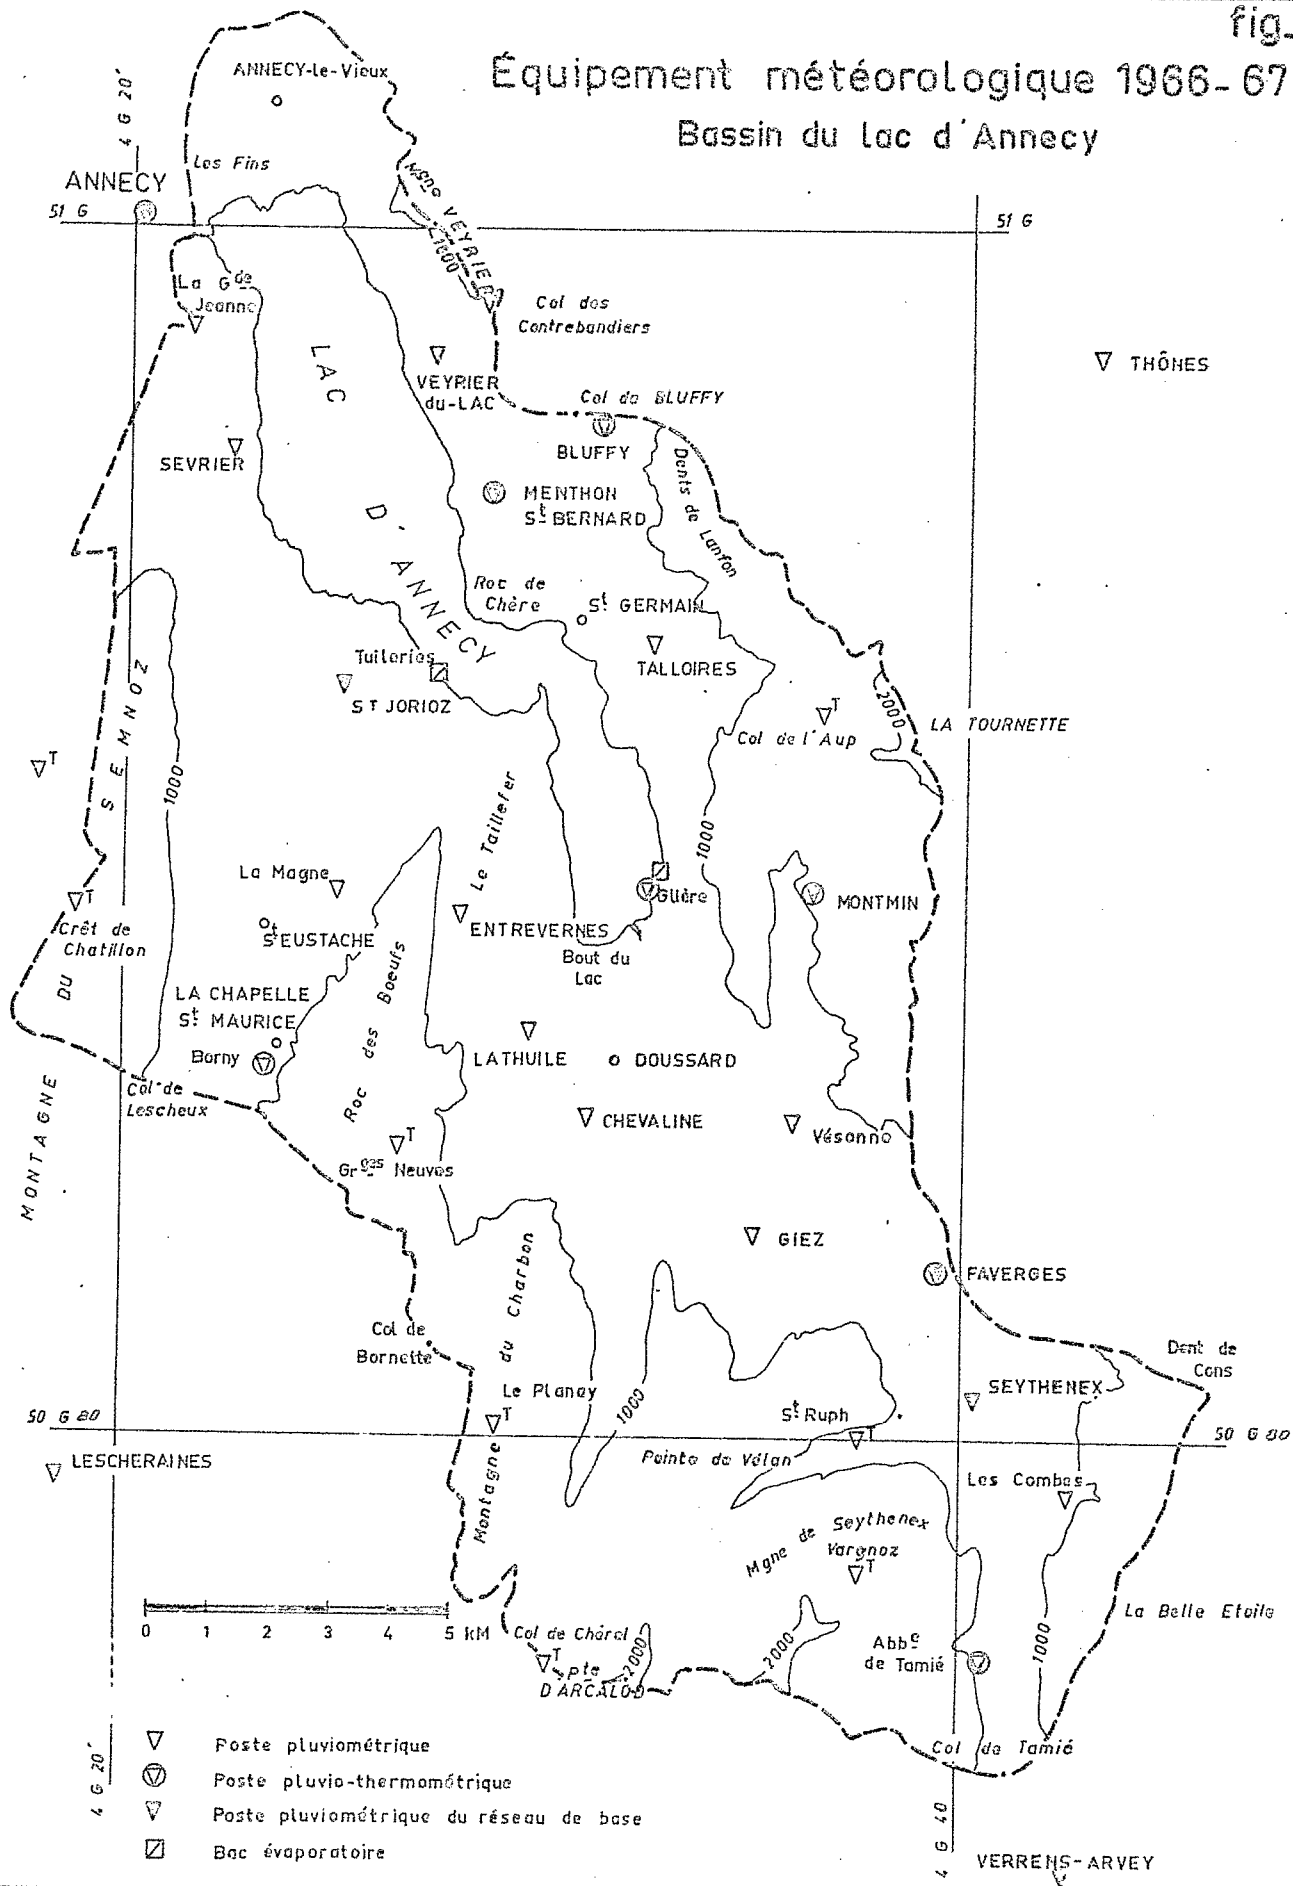 fig.
Équipement météorologique 1966-67
Bassin du lac d'Annecy
ANNECY-le-Vieux
4 G 20'
Les Fins
ANNECY
51 G
51 G
Mgne VEYRIER
1000
La Gde
Jeanne
Col des
Contrebandiers
LAC
VEYRIER
du-LAC
THÔNES
Col de BLUFFY
BLUFFY
SEVRIER
Dents de Lanfon
MENTHON
St BERNARD
D'ANNECY
Roc de
Chère
St GERMAIN
TALLOIRES
Tuileries
ST JORIOZ
T
Col de l'Aup
2000
LA TOURNETTE
T
MONTAGNE DU SEMNOZ
1000
Le Taillefer
1000
La Magne
T
Crêt de
Chatillon
Glière
MONTMIN
St EUSTACHE
ENTREVERNES
Bout du
Lac
Roc des Boeufs
LA CHAPELLE
St MAURICE
Borny
LATHUILE
DOUSSARD
Col de
Lescheux
CHEVALINE
Vésonne
T
Grges Neuves
GIEZ
FAVERGES
Montagne du Charbon
Col de
Bornette
Dent de
Cons
Le Planay
T
1000
SEYTHENEX
St Ruph
T
50 G 80
50 G 80
LESCHERAINES
Pointe de Vélan
Les Combes
Mgne de Seythenex
Vargnoz
T
0 1 2 3 4 5 KM
Col de Chérel
T
Pte
D'ARCALOD
2000
2000
Abbe
de Tamié
1000
La Belle Etoile
Col de Tamié
4 G 20'
4 G 40
Poste pluviométrique
Poste pluvio-thermométrique
Poste pluviométrique du réseau de base
Bac évaporatoire
VERRENS-ARVEY